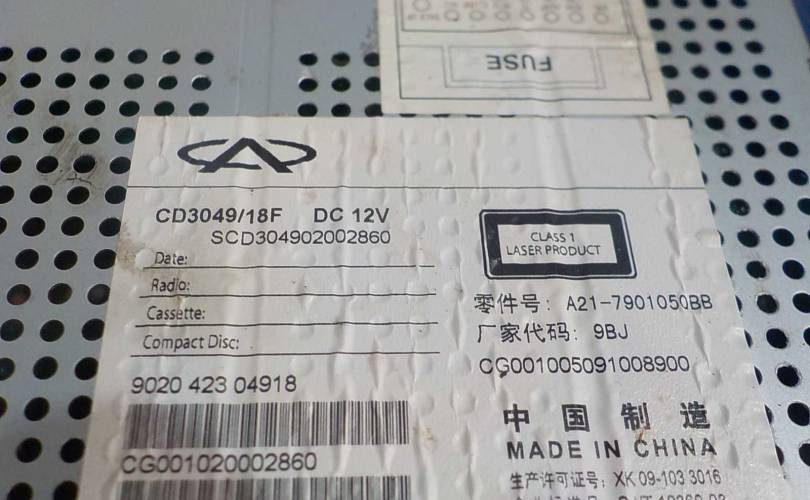 FUSE
CD3049/18F DC 12V
SCD304902002860
Date:
Radio:
Cassette:
Compact Disc:
9020 423 04918
CG001020002860
CLASS 1
LASER PRODUCT
零件号: A21-7901050BB
厂家代码: 9BJ
CG001005091008900
中国制造
MADE IN CHINA
生产许可证号: XK 09-103 3016